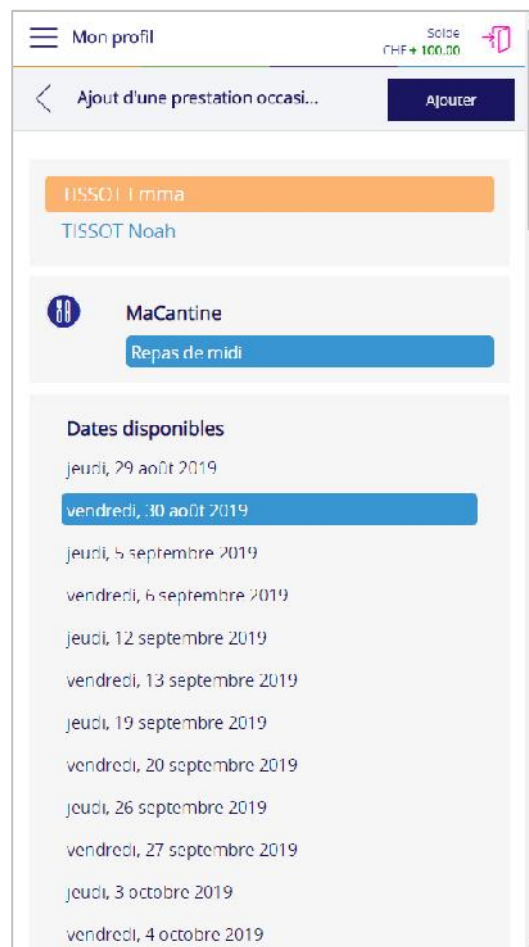 Mon profil
Solde
CHF + 100.00
Ajout d'une prestation occasi...
Ajouter
TISSOT Emma
TISSOT Noah
MaCantine
Repas de midi
Dates disponibles
jeudi, 29 août 2019
vendredi, 30 août 2019
jeudi, 5 septembre 2019
vendredi, 6 septembre 2019
jeudi, 12 septembre 2019
vendredi, 13 septembre 2019
jeudi, 19 septembre 2019
vendredi, 20 septembre 2019
jeudi, 26 septembre 2019
vendredi, 27 septembre 2019
jeudi, 3 octobre 2019
vendredi, 4 octobre 2019